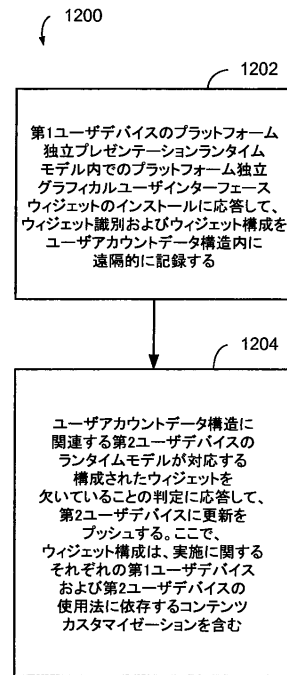 1200
1202
第1ユーザデバイスのプラットフォーム
独立プレゼンテーションランタイム
モデル内でのプラットフォーム独立
グラフィカルユーザインターフェース
ウィジェットのインストールに応答して、
ウィジェット識別およびウィジェット構成を
ユーザアカウントデータ構造内に
遠隔的に記録する
1204
ユーザアカウントデータ構造に
関連する第2ユーザデバイスの
ランタイムモデルが対応する
構成されたウィジェットを
欠いていることの判定に応答して、
第2ユーザデバイスに更新を
プッシュする。ここで、
ウィジェット構成は、実施に関する
それぞれの第1ユーザデバイス
および第2ユーザデバイスの
使用法に依存するコンテンツ
カスタマイゼーションを含む